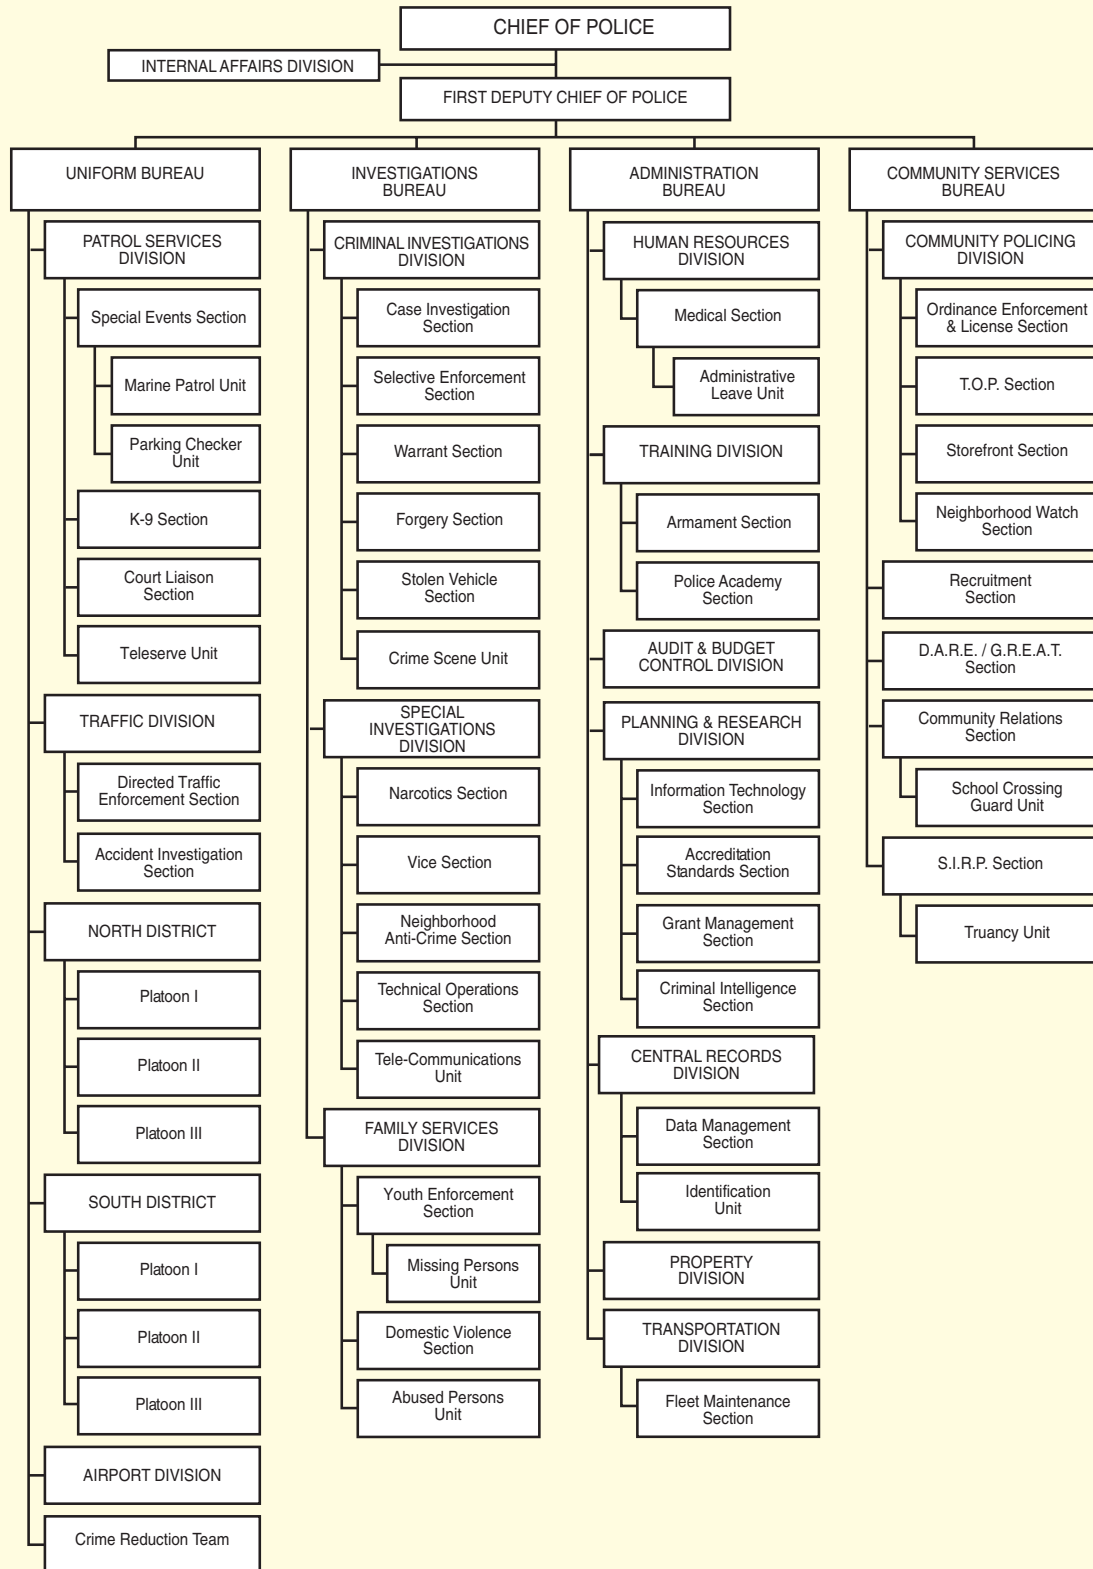 CHIEF OF POLICE
INTERNAL AFFAIRS DIVISION
FIRST DEPUTY CHIEF OF POLICE
UNIFORM BUREAU
PATROL SERVICES
DIVISION
Special Events Section
Marine Patrol Unit
Parking Checker
Unit
K-9 Section
Court Liaison
Section
Teleserve Unit
TRAFFIC DIVISION
Directed Traffic
Enforcement Section
Accident Investigation
Section
NORTH DISTRICT
Platoon I
Platoon II
Platoon III
SOUTH DISTRICT
Platoon I
Platoon II
Platoon III
AIRPORT DIVISION
Crime Reduction Team
INVESTIGATIONS
BUREAU
CRIMINAL INVESTIGATIONS
DIVISION
Case Investigation
Section
Selective Enforcement
Section
Warrant Section
Forgery Section
Stolen Vehicle
Section
Crime Scene Unit
SPECIAL
INVESTIGATIONS
DIVISION
Narcotics Section
Vice Section
Neighborhood
Anti-Crime Section
Technical Operations
Section
Tele-Communications
Unit
FAMILY SERVICES
DIVISION
Youth Enforcement
Section
Missing Persons
Unit
Domestic Violence
Section
Abused Persons
Unit
ADMINISTRATION
BUREAU
HUMAN RESOURCES
DIVISION
Medical Section
Administrative
Leave Unit
TRAINING DIVISION
Armament Section
Police Academy
Section
AUDIT & BUDGET
CONTROL DIVISION
PLANNING & RESEARCH
DIVISION
Information Technology
Section
Accreditation
Standards Section
Grant Management
Section
Criminal Intelligence
Section
CENTRAL RECORDS
DIVISION
Data Management
Section
Identification
Unit
PROPERTY
DIVISION
TRANSPORTATION
DIVISION
Fleet Maintenance
Section
COMMUNITY SERVICES
BUREAU
COMMUNITY POLICING
DIVISION
Ordinance Enforcement
& License Section
T.O.P. Section
Storefront Section
Neighborhood Watch
Section
Recruitment
Section
D.A.R.E. / G.R.E.A.T.
Section
Community Relations
Section
School Crossing
Guard Unit
S.I.R.P. Section
Truancy Unit